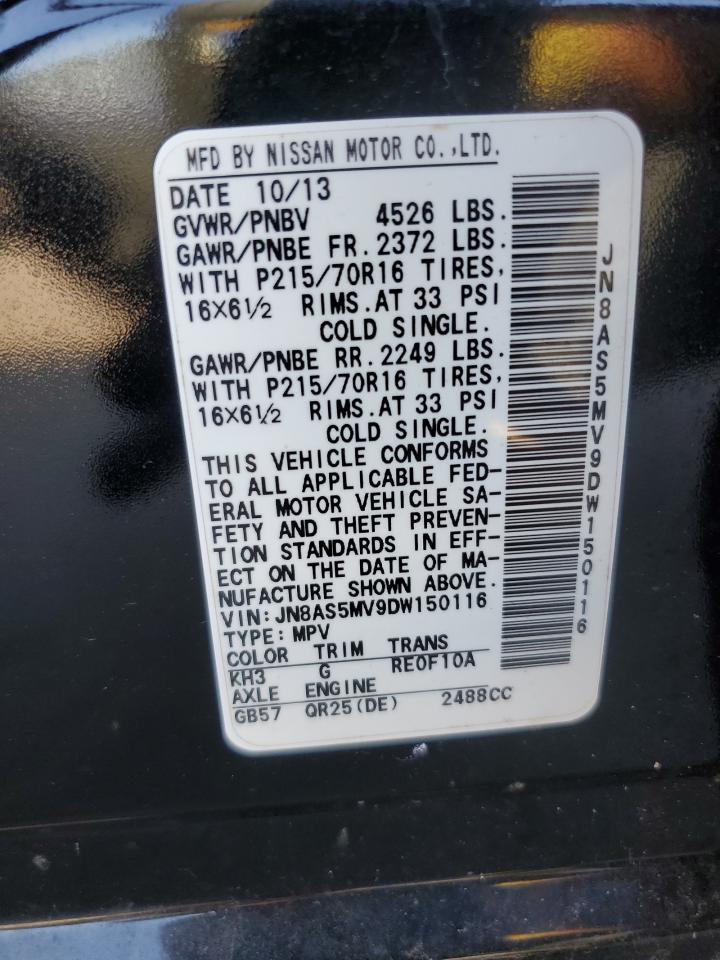 MFD BY NISSAN MOTOR CO.,LTD.
DATE 10/13
GVWR/PNBV 4526 LBS.
GAWR/PNBE FR. 2372 LBS.
WITH P215/70R16 TIRES,
16X6½ RIMS.AT 33 PSI
COLD SINGLE.
GAWR/PNBE RR. 2249 LBS.
WITH P215/70R16 TIRES,
16X6½ RIMS.AT 33 PSI
COLD SINGLE.
THIS VEHICLE CONFORMS
TO ALL APPLICABLE FED-
ERAL MOTOR VEHICLE SA-
FETY AND THEFT PREVEN-
TION STANDARDS IN EFF-
ECT ON THE DATE OF MA-
NUFACTURE SHOWN ABOVE.
VIN:JN8AS5MV9DW150116
TYPE:MPV
COLOR TRIM TRANS
KH3 G RE0F10A
AXLE ENGINE
GB57 QR25(DE) 2488CC
JN8AS5MV9DW150116